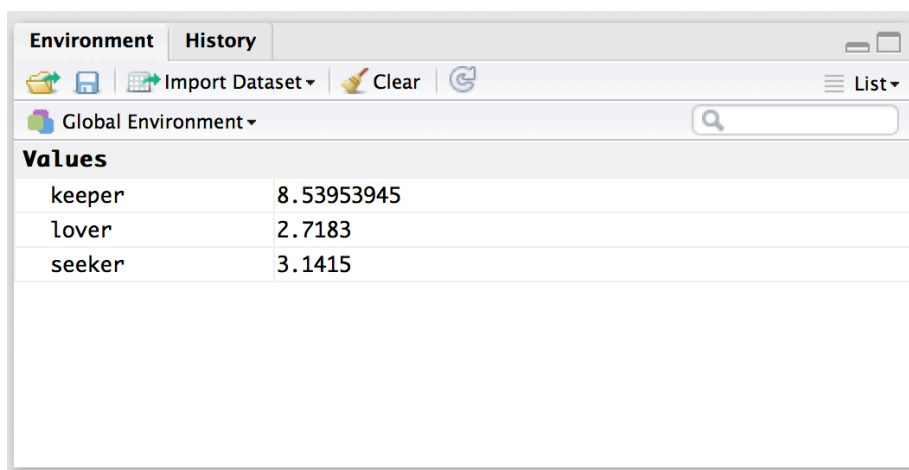 Environment History
Import Dataset Clear List
Global Environment
Values
keeper 8.53953945
lover 2.7183
seeker 3.1415